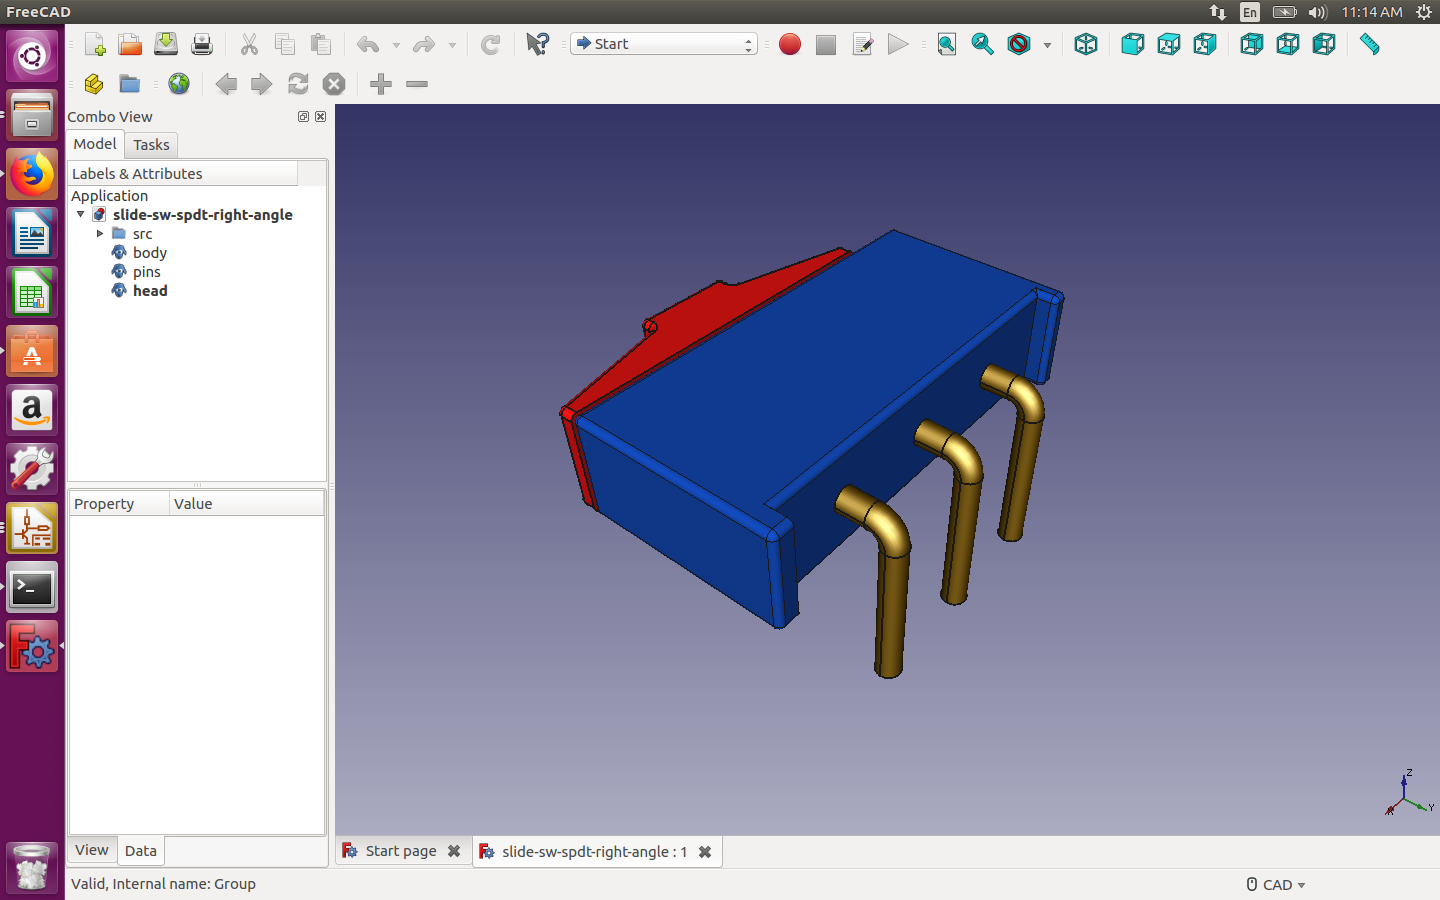 FreeCAD
En
11:14 AM
Start
Combo View
Model
Tasks
Labels & Attributes
Application
slide-sw-spdt-right-angle
src
body
pins
head
Property
Value
View
Data
Z
Y
X
Start page
slide-sw-spdt-right-angle : 1
Valid, Internal name: Group
CAD